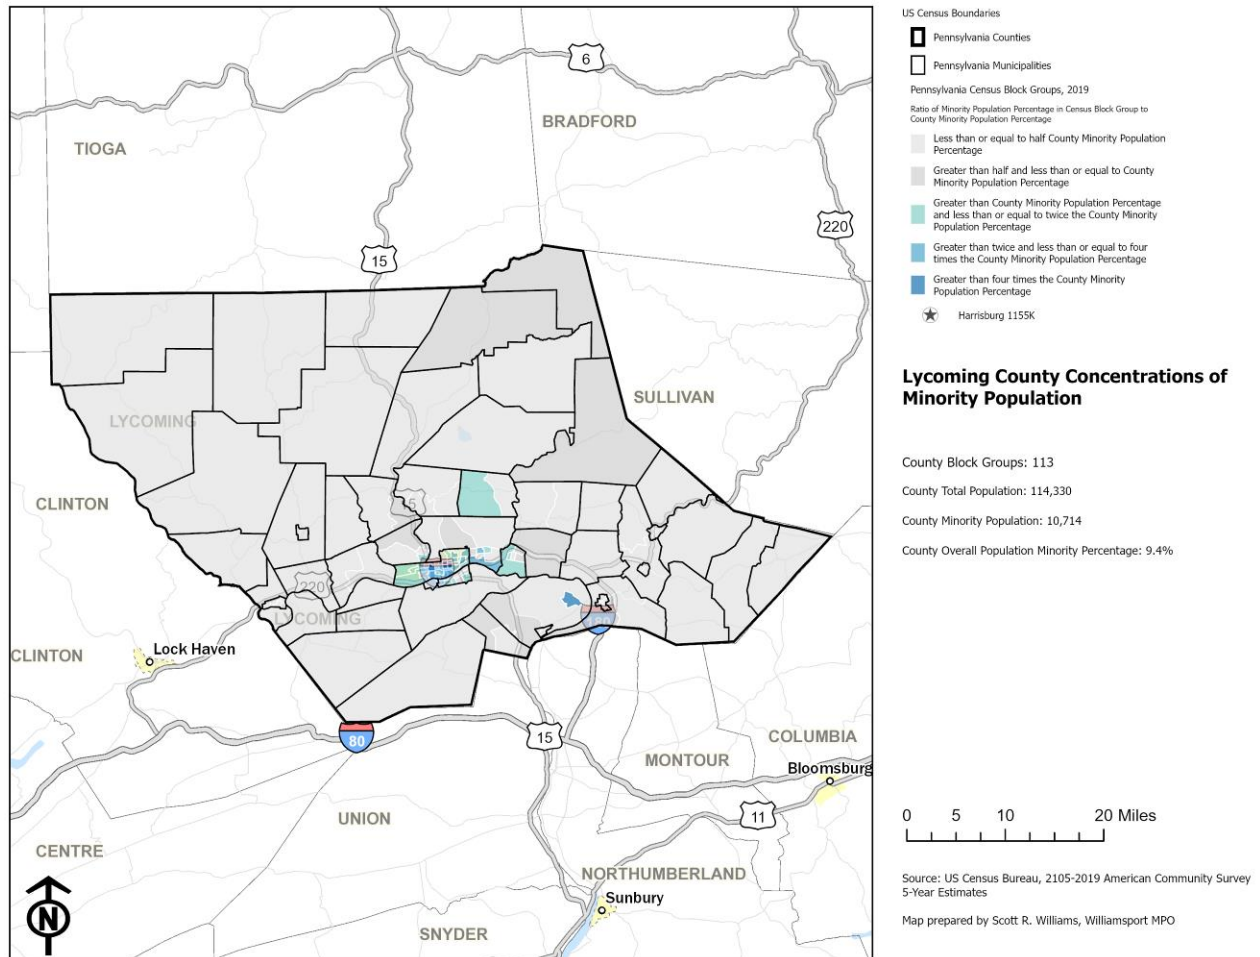 US Census Boundaries
Pennsylvania Counties
Pennsylvania Municipalities
Pennsylvania Census Block Groups, 2019
Ratio of Minority Population Percentage in Census Block Group to
County Minority Population Percentage
Less than or equal to half County Minority Population
Percentage
Greater than half and less than or equal to County
Minority Population Percentage
Greater than County Minority Population Percentage
and less than or equal to twice the County Minority
Population Percentage
Greater than twice and less than or equal to four
times the County Minority Population Percentage
Greater than four times the County Minority
Population Percentage
Harrisburg 1155K
Lycoming County Concentrations of
Minority Population
County Block Groups: 113
County Total Population: 114,330
County Minority Population: 10,714
County Overall Population Minority Percentage: 9.4%
0 5 10 20 Miles
Source: US Census Bureau, 2105-2019 American Community Survey
5-Year Estimates
Map prepared by Scott R. Williams, Williamsport MPO
6
BRADFORD
TIOGA
220
15
SULLIVAN
LYCOMING
CLINTON
15
220
LYCOMING
180
CLINTON
Lock Haven
80
15
COLUMBIA
MONTOUR
Bloomsburg
11
UNION
CENTRE
NORTHUMBERLAND
Sunbury
N
SNYDER